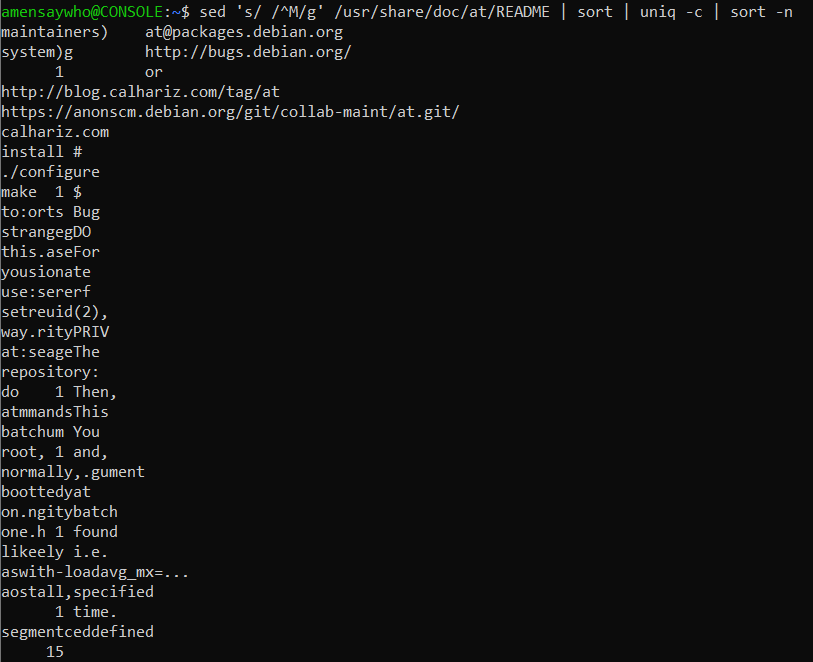 amensaywho@CONSOLE:~$ sed 's/ /^M/g' /usr/share/doc/at/README | sort | uniq -c | sort -n
maintainers)    at@packages.debian.org
system)g        http://bugs.debian.org/
      1         or
http://blog.calhariz.com/tag/at
https://anonscm.debian.org/git/collab-maint/at.git/
calhariz.com
install #
./configure
make  1 $
to:orts Bug
strangegDO
this.aseFor
yousionate
use:sererf
setreuid(2),
way.rityPRIV
at:seageThe
repository:
do    1 Then,
atmmandsThis
batchum You
root, 1 and,
normally,.gument
boottedyat
on.ngitybatch
one.h 1 found
likeely i.e.
aswith-loadavg_mx=...
aostall,specified
      1 time.
segmentceddefined
     15